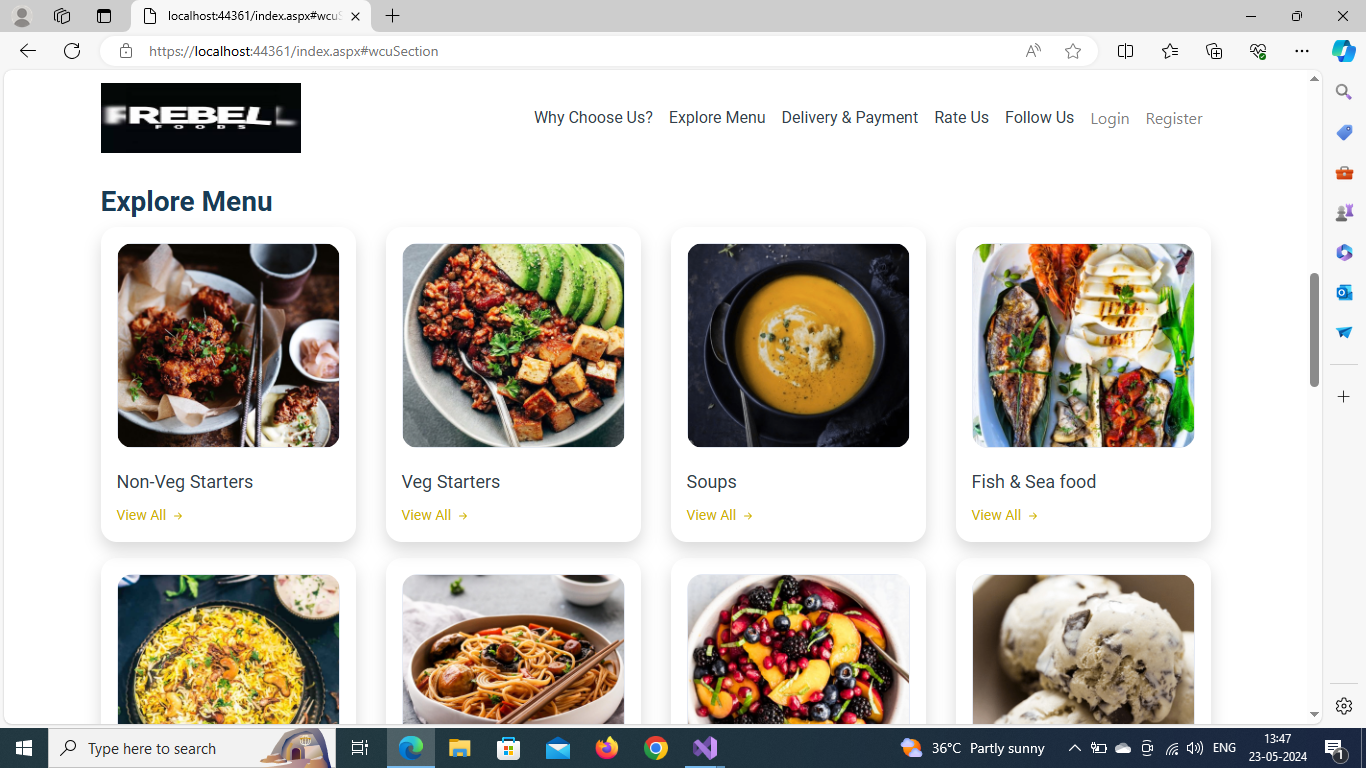 localhost:44361/index.aspx#wcuS
https://localhost:44361/index.aspx#wcuSection
FREBELL
FOODS
Why Choose Us? Explore Menu Delivery & Payment Rate Us Follow Us Login Register
Explore Menu
Non-Veg Starters Veg Starters Soups Fish & Sea food
View All → View All → View All → View All →
Type here to search
36°C Partly sunny
ENG
13:47
23-05-2024
1